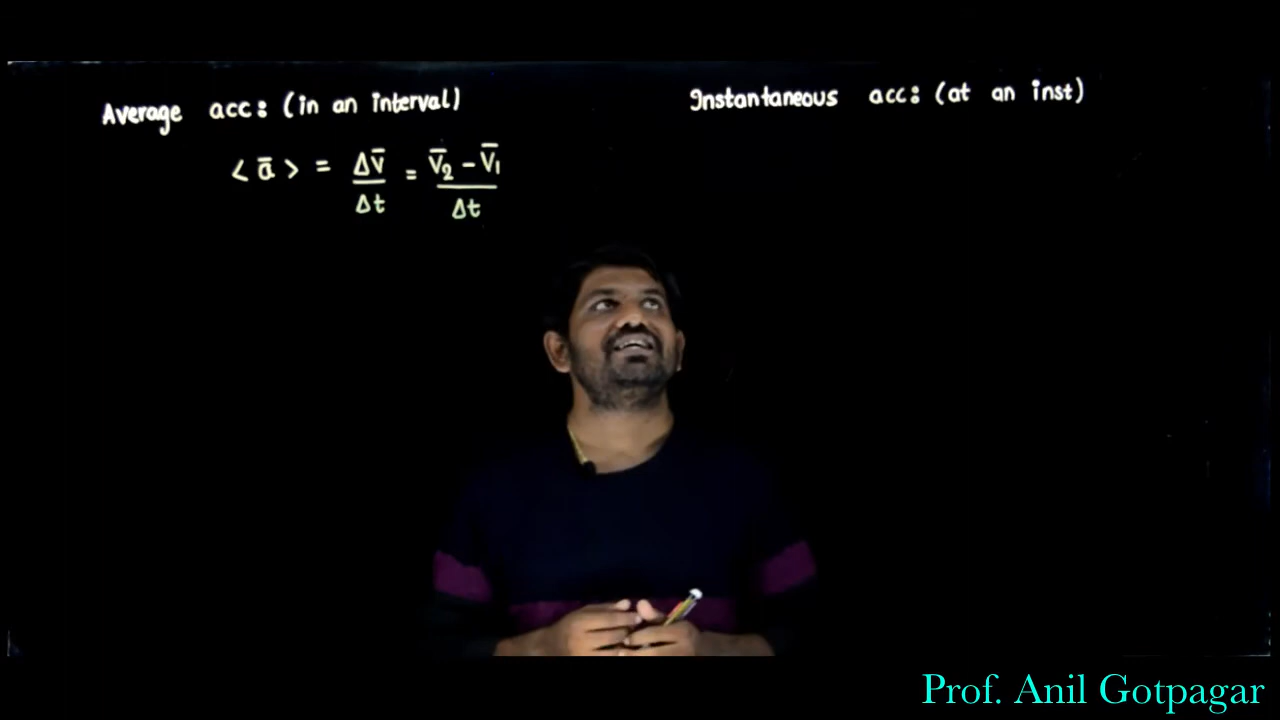 Average acc: (in an interval)
< a̅ > = Δv̅/Δt = V̅₂ - V̅₁/Δt
Instantaneous acc: (at an inst)
Prof. Anil Gotpagar